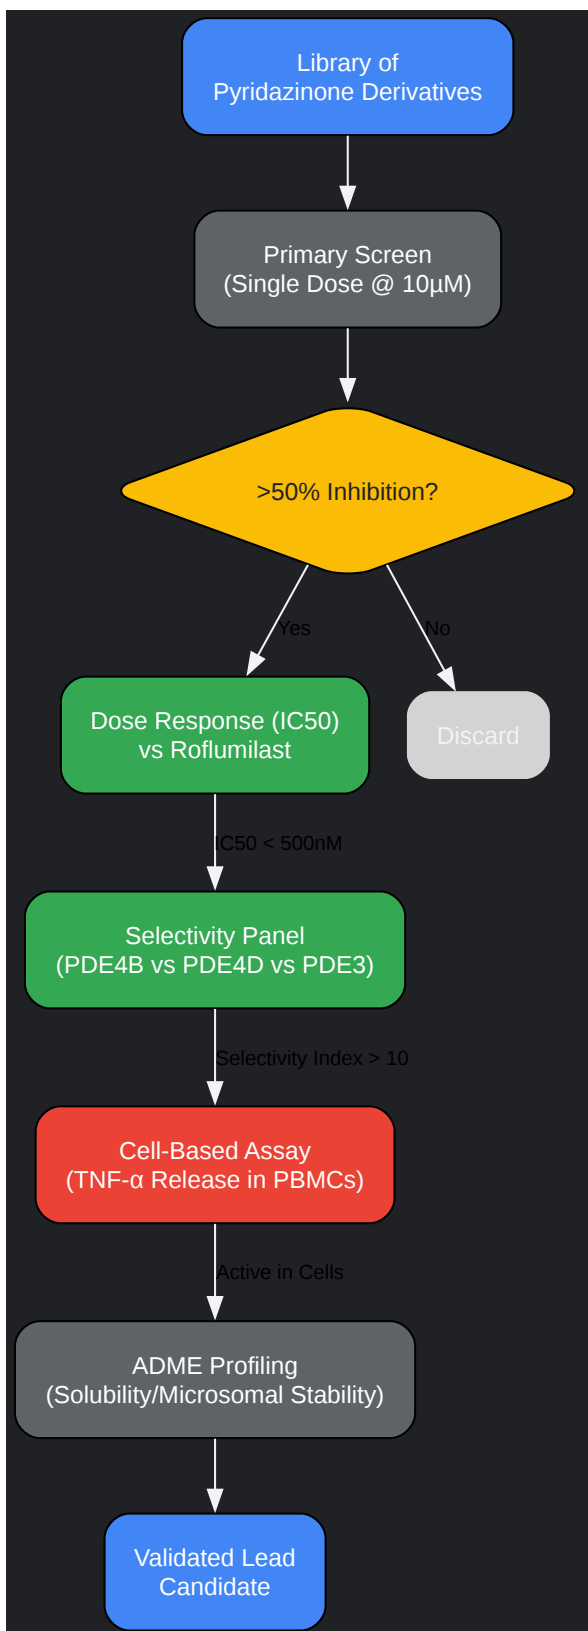 Library of
Pyridazinone Derivatives
Primary Screen
(Single Dose @ 10µM)
>50% Inhibition?
Yes
No
Dose Response (IC50)
vs Roflumilast
Discard
IC50 < 500nM
Selectivity Panel
(PDE4B vs PDE4D vs PDE3)
Selectivity Index > 10
Cell-Based Assay
(TNF-α Release in PBMCs)
Active in Cells
ADME Profiling
(Solubility/Microsomal Stability)
Validated Lead
Candidate